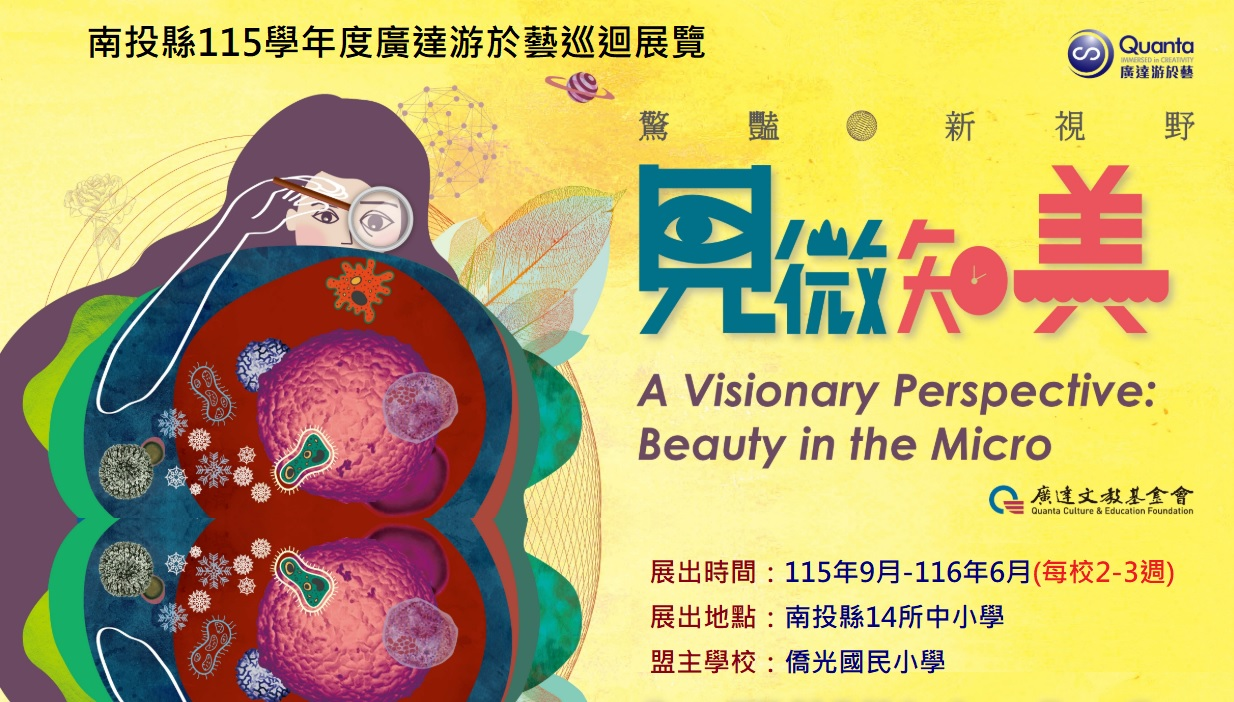 南投縣115學年度廣達游於藝巡迴展覽
Quanta
IMMERSED in CREATIVITY
廣達游於藝
驚豔新視野
見微知美
A Visionary Perspective:
Beauty in the Micro
廣達文教基金會
Quanta Culture & Education Foundation
展出時間：115年9月-116年6月(每校2-3週)
展出地點：南投縣14所中小學
盟主學校：僑光國民小學